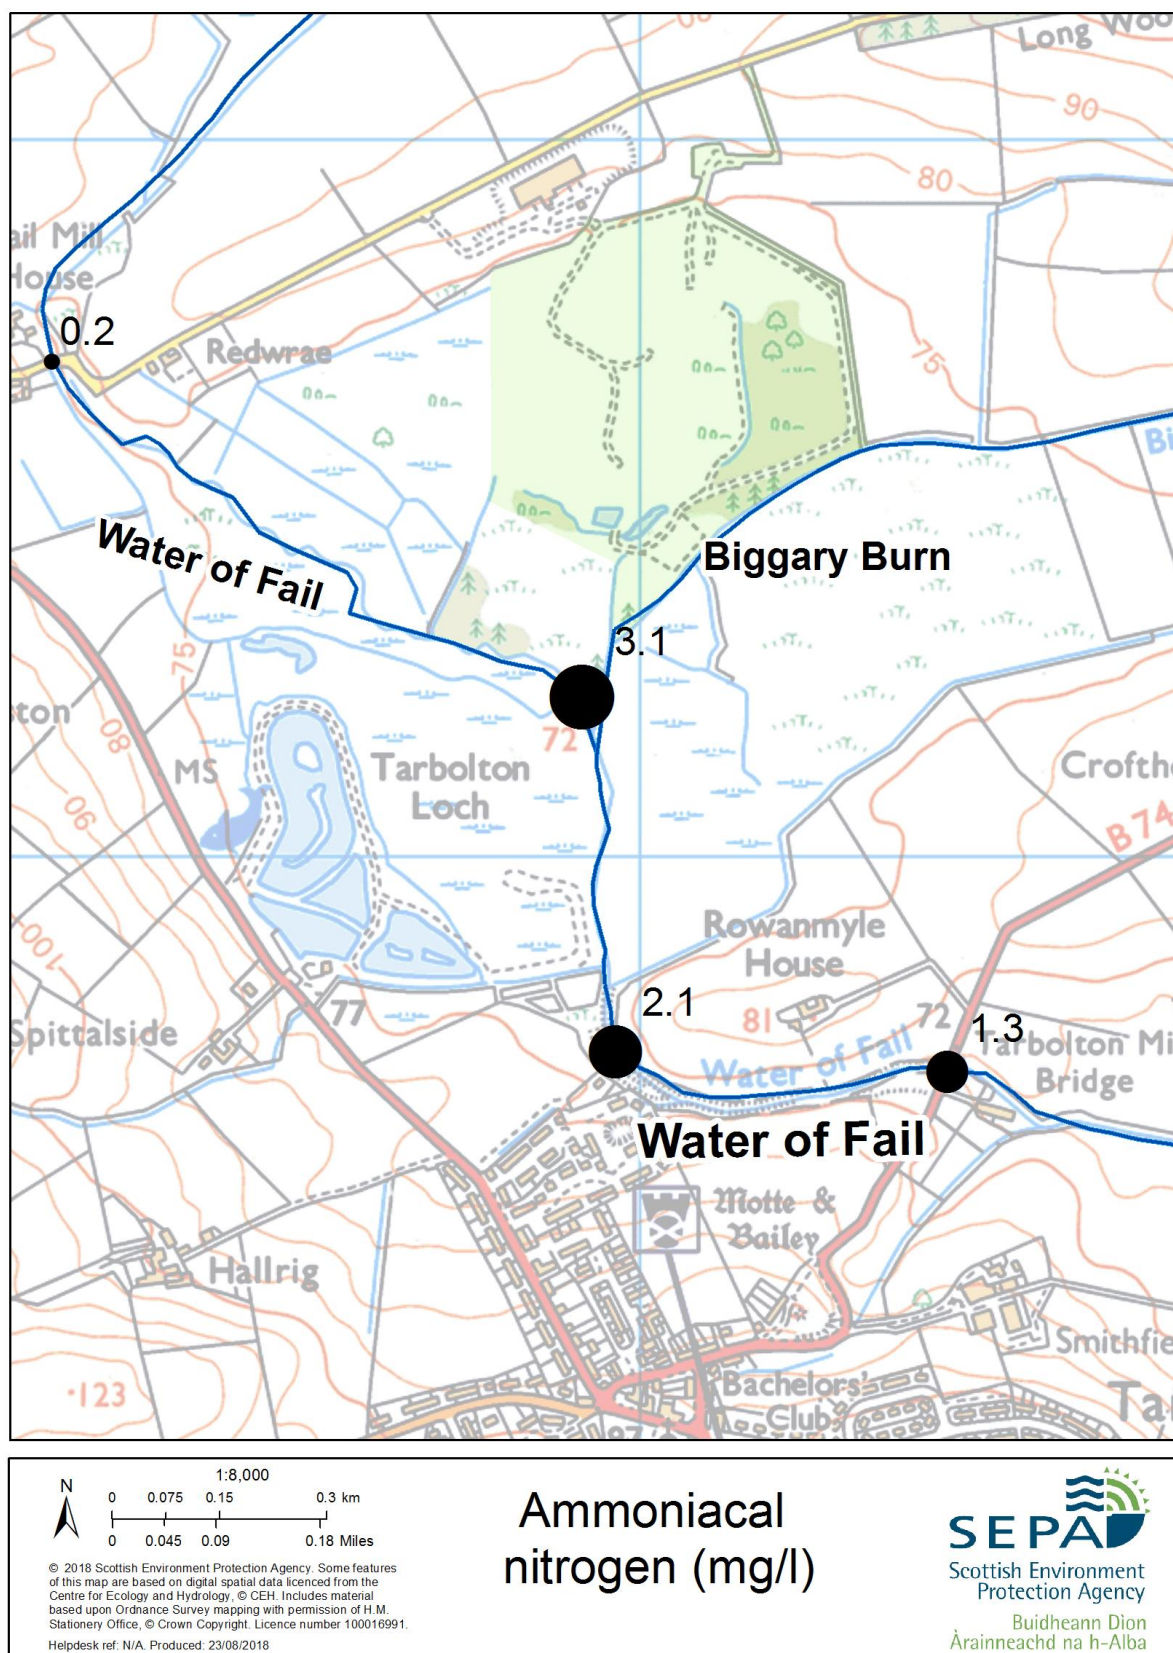 Long Woo
90
80
ail Mill
House
0.2
Redwrae
75
Bi
Water of Fail
Biggary Burn
3.1
75
ton
80
72
MS
Tarbolton
Loch
Crofth
90
B 74
100
Rowanmyle
House
2.1
77
81
72
1.3
Spittalside
Water of Fail
Tarbolton Mi
Bridge
Water of Fail
Motte &
Bailey
Hallrig
Smithfie
·123
Bachelors'
Club
Ta
N
1:8,000
0 0.075 0.15 0.3 km
0 0.045 0.09 0.18 Miles
© 2018 Scottish Environment Protection Agency. Some features
of this map are based on digital spatial data licenced from the
Centre for Ecology and Hydrology, © CEH. Includes material
based upon Ordnance Survey mapping with permission of H.M.
Stationery Office, © Crown Copyright. Licence number 100016991.
Helpdesk ref: N/A. Produced: 23/08/2018
Ammoniacal
nitrogen (mg/l)
SEPA
Scottish Environment
Protection Agency
Buidheann Dìon
Àrainneachd na h-Alba